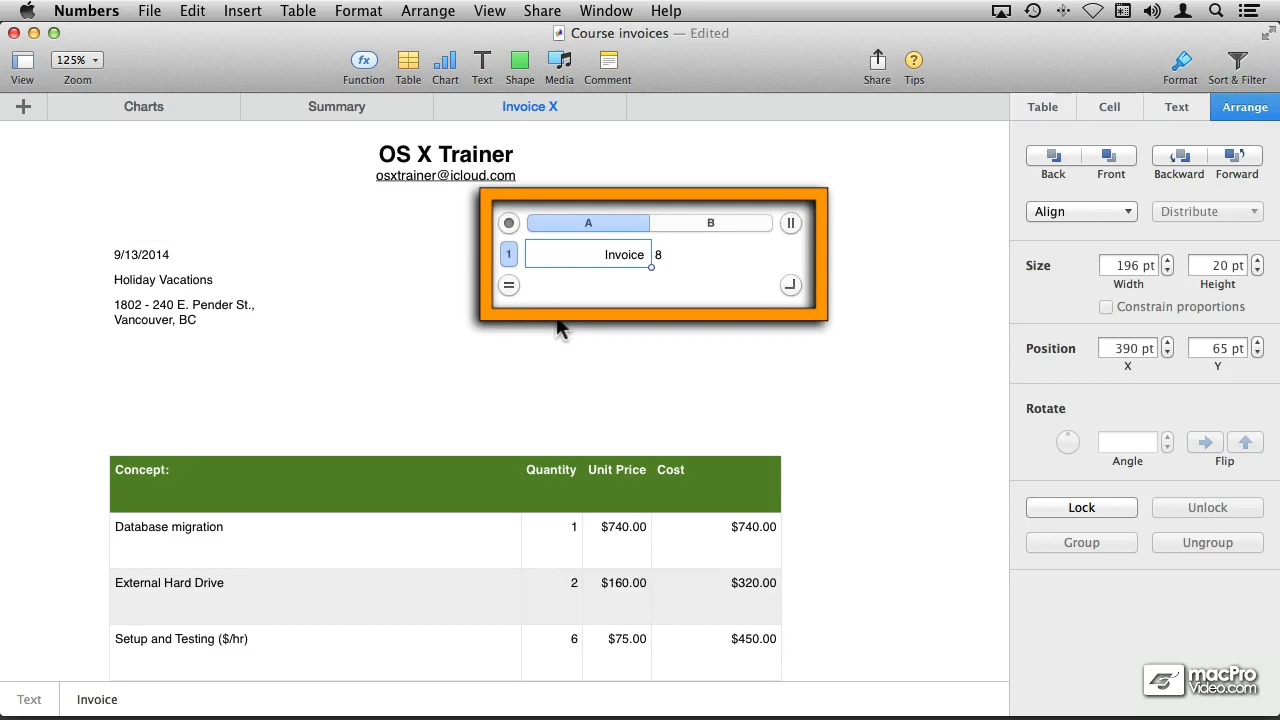 Numbers File Edit Insert Table Format Arrange View Share Window Help
Course invoices — Edited
125%
View Zoom
fx
Function Table Chart Text Shape Media Comment
Share Tips
Format Sort & Filter
Charts Summary Invoice X
Table Cell Text Arrange
OS X Trainer
osxtrainer@icloud.com
A B
1 Invoice 8
9/13/2014
Holiday Vacations
1802 - 240 E. Pender St.,
Vancouver, BC
Concept: Quantity Unit Price Cost
Database migration 1 $740.00 $740.00
External Hard Drive 2 $160.00 $320.00
Setup and Testing ($/hr) 6 $75.00 $450.00
Text Invoice
Back Front Backward Forward
Align Distribute
Size 196 pt 20 pt
Width Height
Constrain proportions
Position 390 pt 65 pt
X Y
Rotate
Angle Flip
Lock Unlock
Group Ungroup
macPro
Video.com